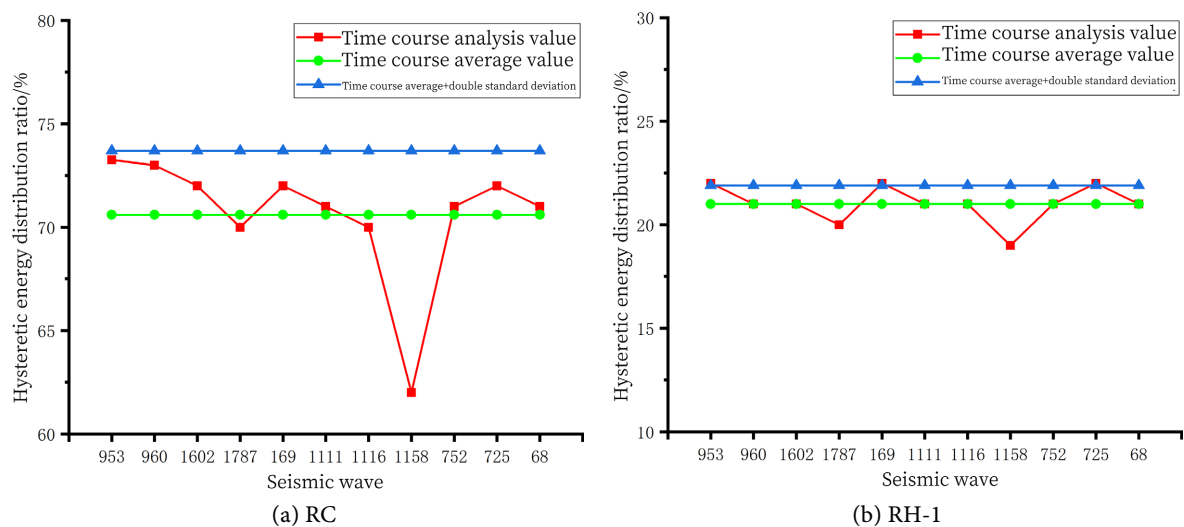 80
75
70
65
60
Hysteretic energy distribution ratio/%
Time course analysis value
Time course average value
Time course average+double standard deviation
953 960 1602 1787 169 1111 1116 1158 752 725 68
Seismic wave
(a) RC
30
25
20
15
10
Hysteretic energy distribution ratio/%
Time course analysis value
Time course average value
Time course average+double standard deviation
953 960 1602 1787 169 1111 1116 1158 752 725 68
Seismic wave
(b) RH-1